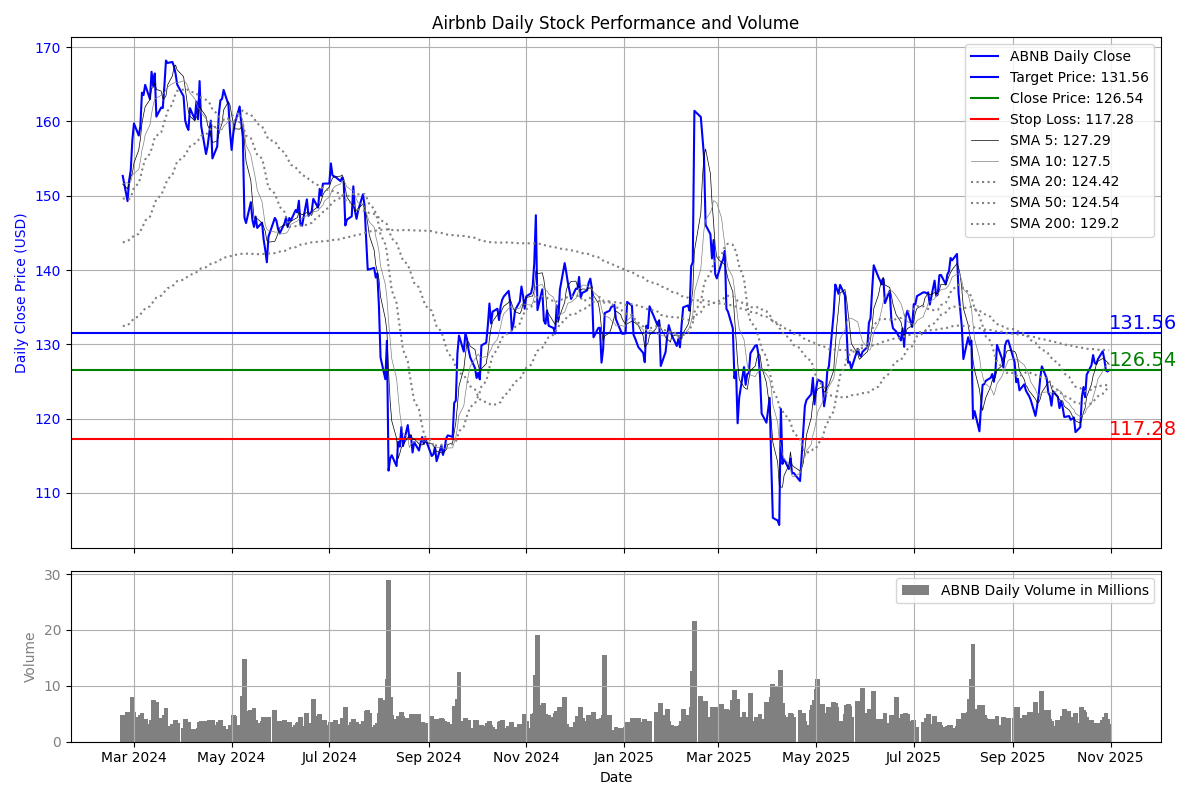 Airbnb Daily Stock Performance and Volume
170
160
150
140
130
120
110
Daily Close Price (USD)
ABNB Daily Close
Target Price: 131.56
Close Price: 126.54
Stop Loss: 117.28
SMA 5: 127.29
SMA 10: 127.5
SMA 20: 124.42
SMA 50: 124.54
SMA 200: 129.2
131.56
126.54
117.28
30
20
10
0
Volume
ABNB Daily Volume in Millions
Mar 2024 May 2024 Jul 2024 Sep 2024 Nov 2024 Jan 2025 Mar 2025 May 2025 Jul 2025 Sep 2025 Nov 2025
Date